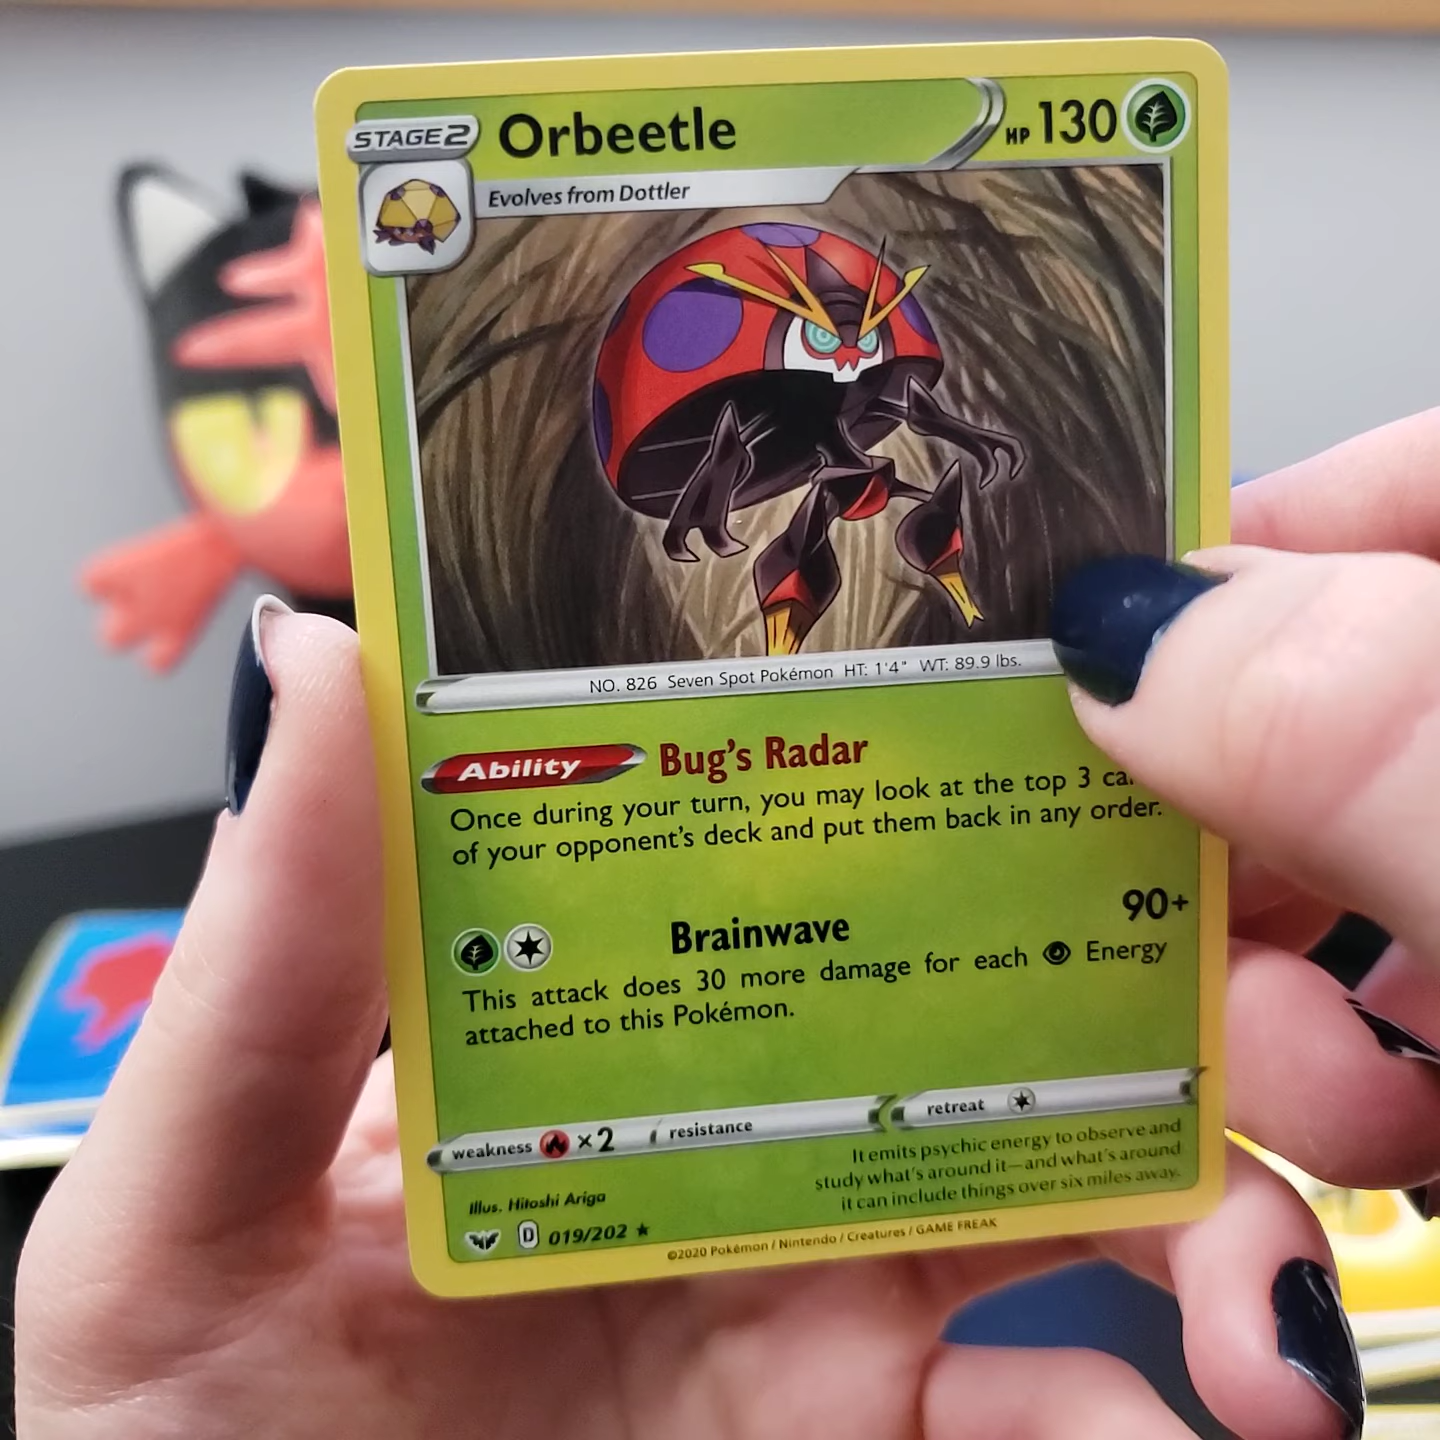 STAGE2 Orbeetle HP 130
Evolves from Dottler
NO. 826 Seven Spot Pokémon HT: 1'4" WT: 89.9 lbs.
Ability Bug's Radar
Once during your turn, you may look at the top 3
of your opponent's deck and put them back in any order.
Brainwave 90+
This attack does 30 more damage for each Energy
attached to this Pokémon.
weakness ×2 resistance retreat
It emits psychic energy to observe and
study what's around it—and what's around
it can include things over six miles away.
Illus. Hitoshi Ariga
D 019/202 ★
©2020 Pokémon / Nintendo / Creatures / GAME FREAK